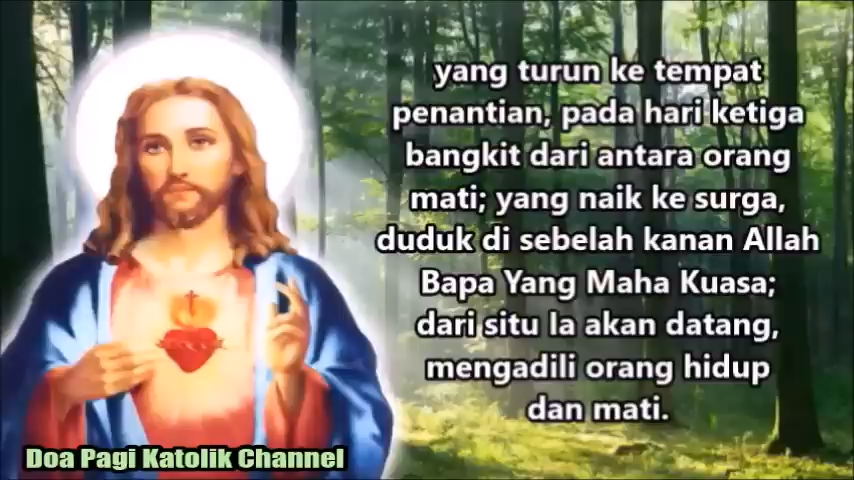 yang turun ke tempat
penantian, pada hari ketiga
bangkit dari antara orang
mati; yang naik ke surga,
duduk di sebelah kanan Allah
Bapa Yang Maha Kuasa;
dari situ Ia akan datang,
mengadili orang hidup
dan mati.
Doa Pagi Katolik Channel